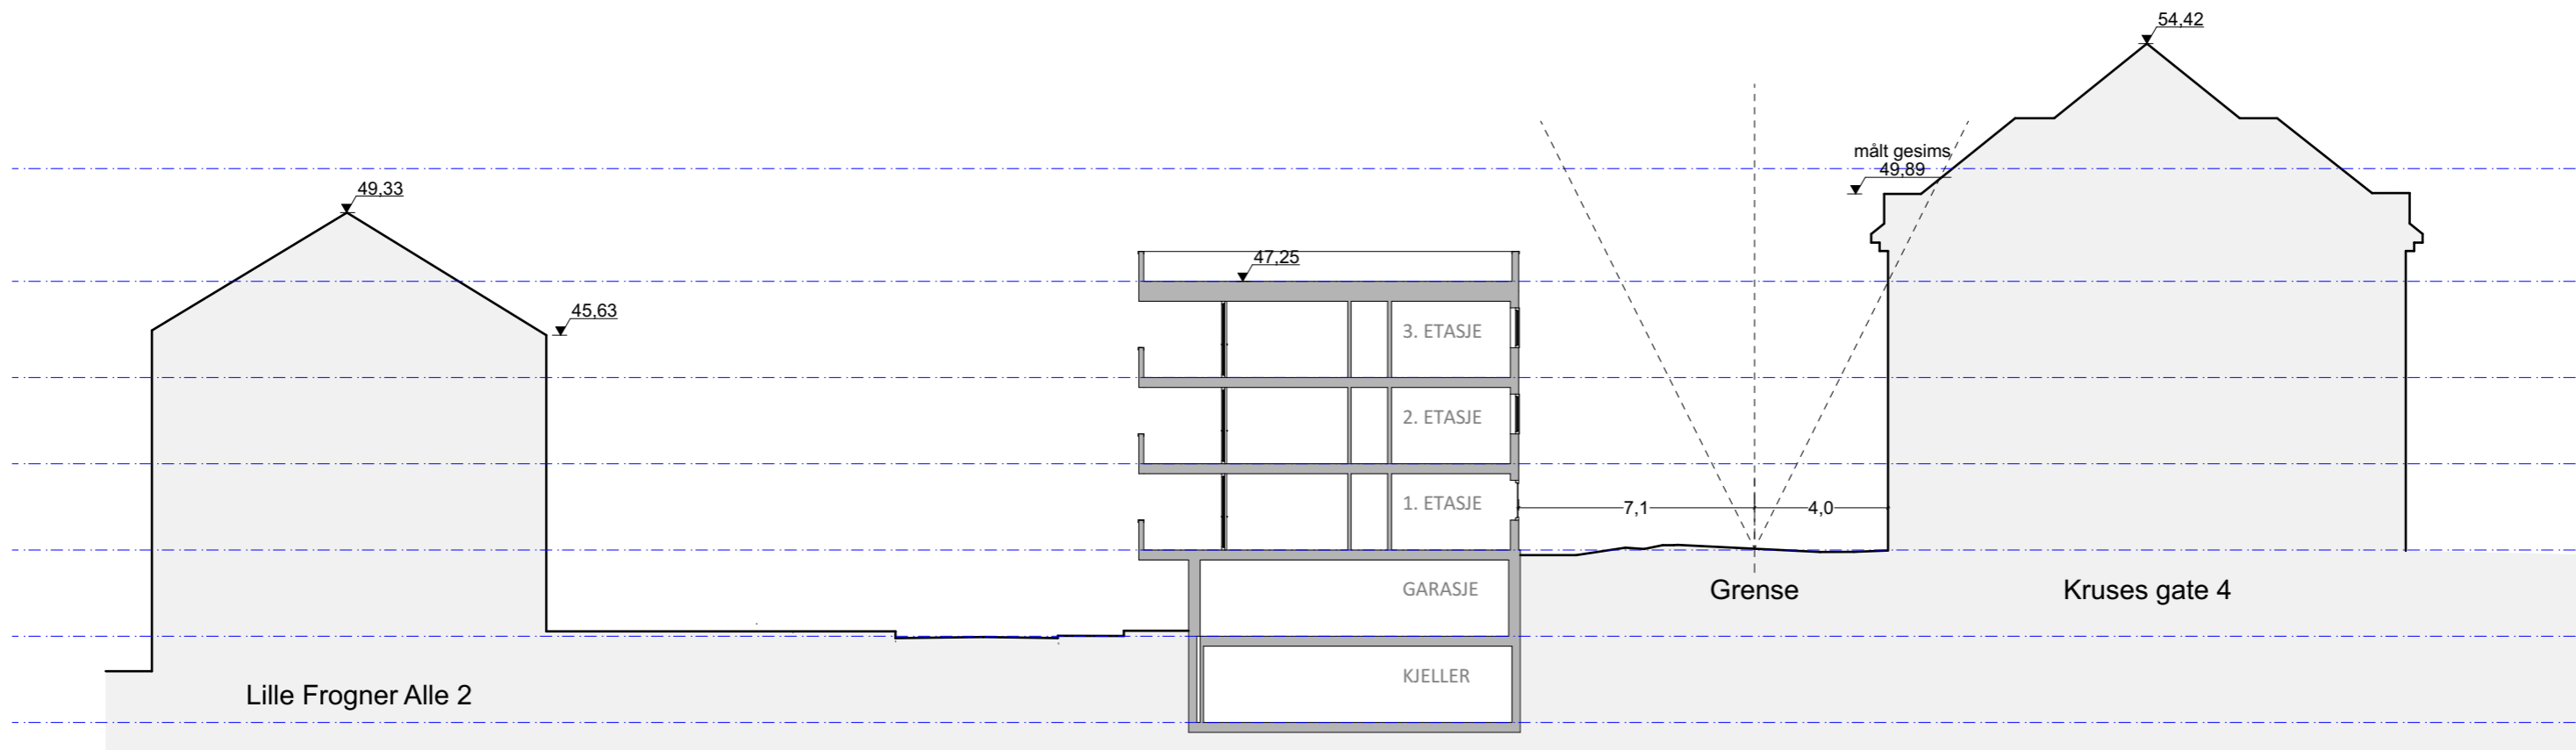 54,42
målt gesims
49,89
49,33
47,25
45,63
3. ETASJE
2. ETASJE
1. ETASJE
7,1
4,0
GARASJE
Grense
Kruses gate 4
KJELLER
Lille Frogner Alle 2